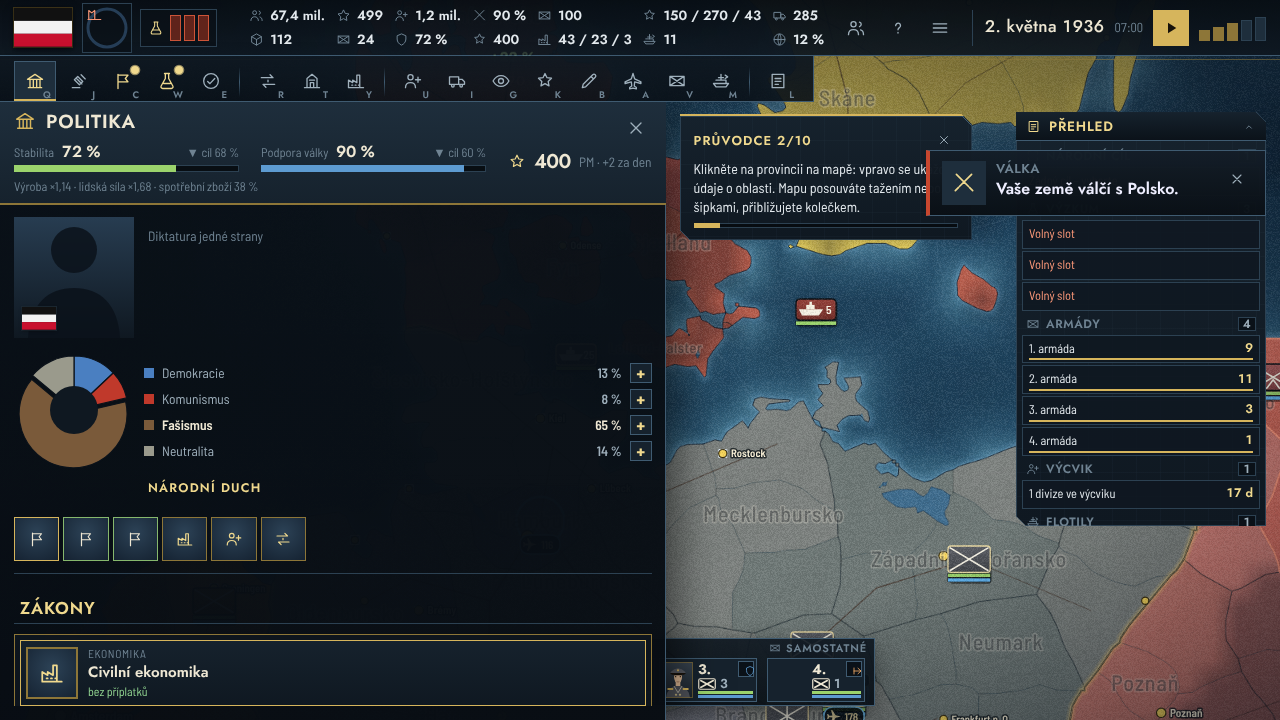 67,4 mil. 499 1,2 mil. 90 % 100 150 / 270 / 43 285
112 24 72 % 400 43 / 23 / 3 11 12 %
? 2. května 1936 07:00
Q J C W E R T Y U I G K B A V M L
Skåne
POLITIKA
Stabilita 72 % ▼ cíl 68 % Podpora války 90 % ▼ cíl 60 % 400 PM · +2 za den
Výroba ×1,14 · lidská síla ×1,68 · spotřební zboží 38 %
PRŮVODCE 2/10
Klikněte na provincii na mapě: vpravo se uk
údaje o oblasti. Mapu posouváte tažením ne
šipkami, přibližujete kolečkem.
PŘEHLED
VÁLKA
Vaše země válčí s Polsko.
Diktatura jedné strany
Volný slot
Volný slot
Volný slot
ARMÁDY 4
1. armáda 9
2. armáda 11
3. armáda 3
4. armáda 1
VÝCVIK 1
1 divize ve výcviku 17 d
FLOTILY 1
5
Demokracie 13 % +
Komunismus 8 % +
Fašismus 65 % +
Neutralita 14 % +
NÁRODNÍ DUCH
Rostock
Mecklenbursko
Neumark
Poznaň
Poznaň
Frankfurt n. O.
ZÁKONY
EKONOMIKA
Civilní ekonomika
bez příplatků
SAMOSTATNÉ
3. 3
4. 1
178